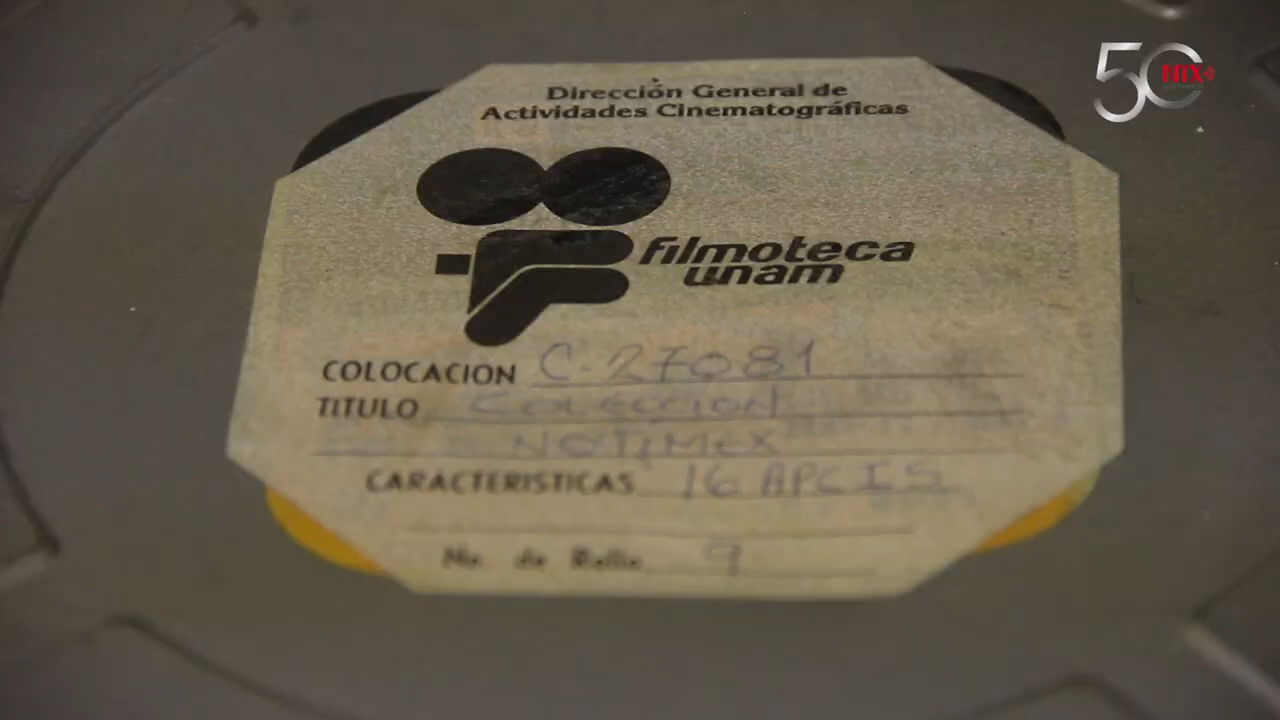 Dirección General de
Actividades Cinematográficas
filmoteca
unam
COLOCACION C-27081
TITULO COLECCION
NOTIMEX
CARACTERISTICAS 16 APCIS
No. de Rollo 9
50 NTX